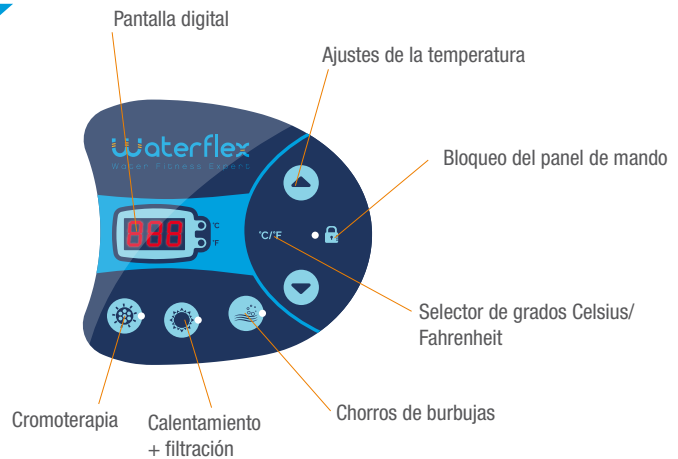 Pantalla digital
Ajustes de la temperatura
Waterflex
Water Fitness Expert
Bloqueo del panel de mando
888
°C
°F
°C/°F
Selector de grados Celsius/
Fahrenheit
Cromoterapia
Calentamiento
+ filtración
Chorros de burbujas